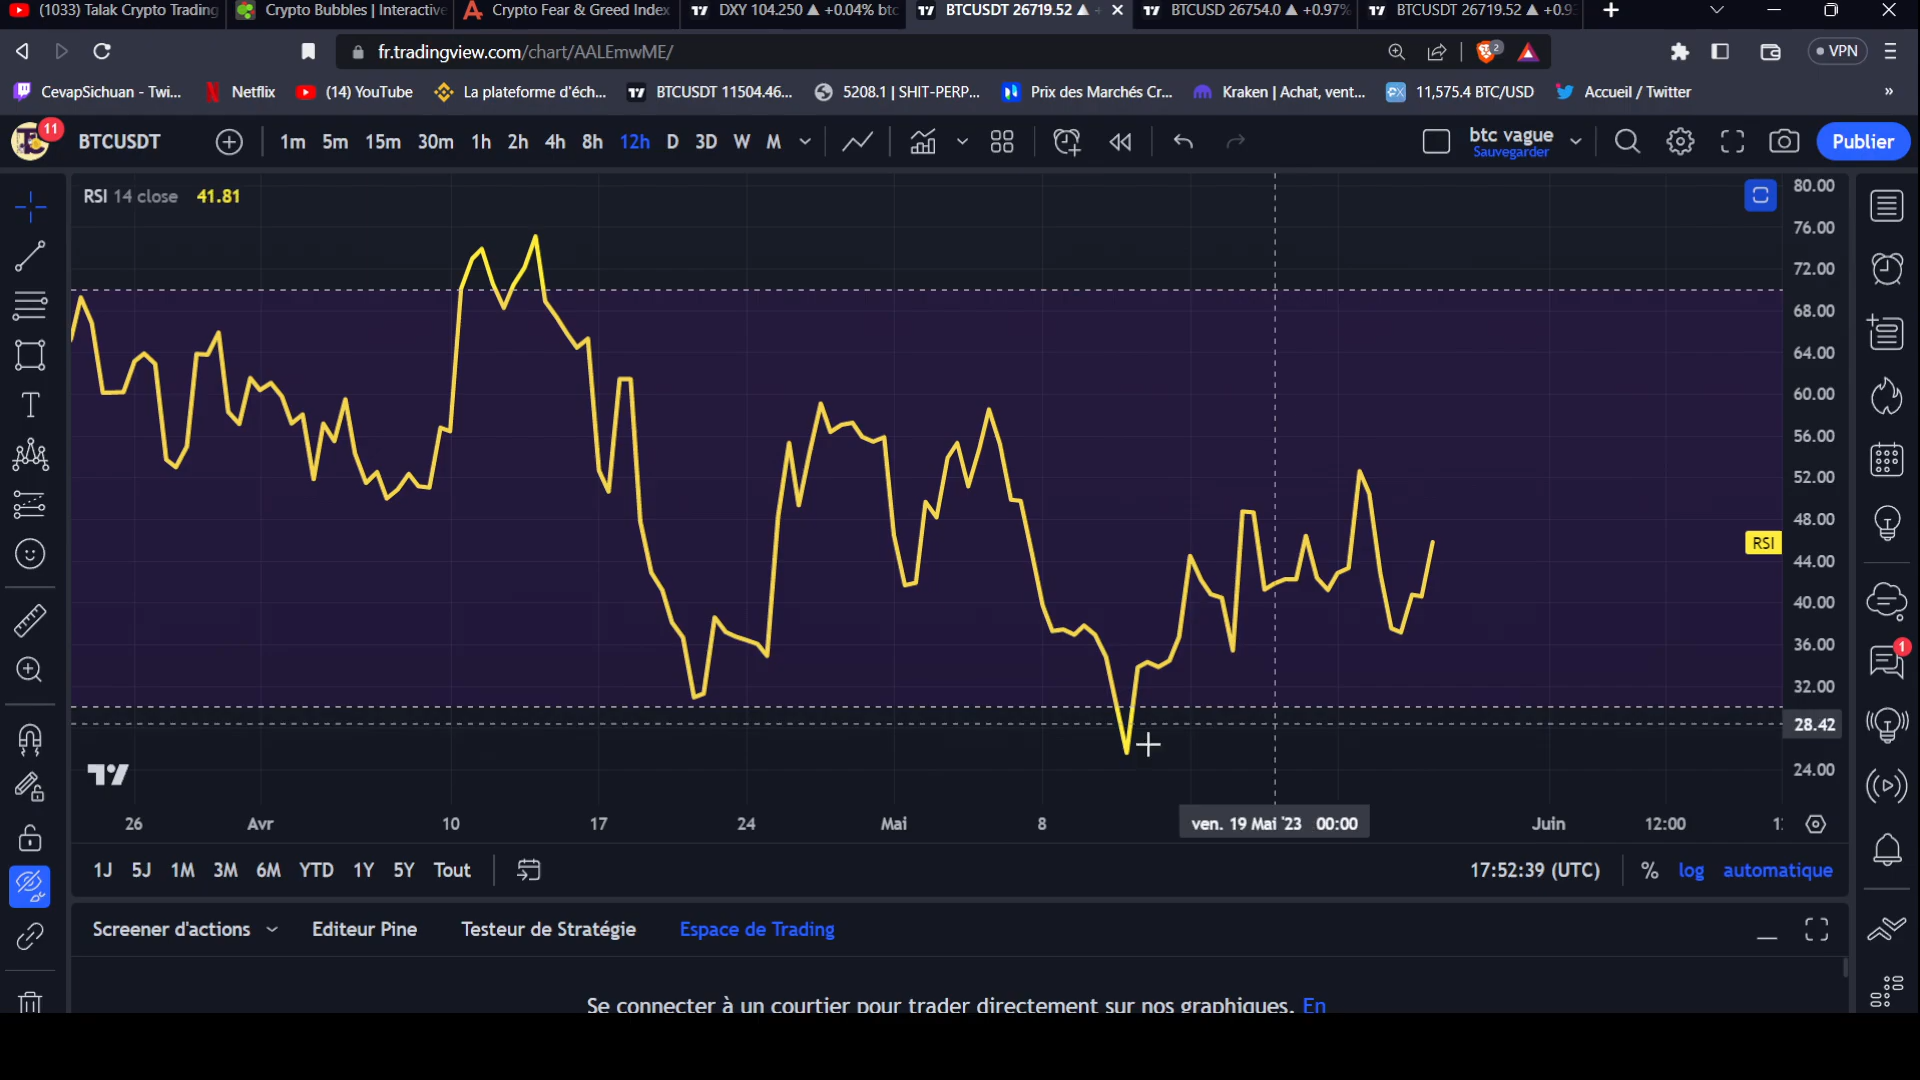 (1033) Talak Crypto Trading
Crypto Bubbles | Interactive
Crypto Fear & Greed Index
DXY 104.250 ▲ +0.04% btc
BTCUSDT 26719.52 ▲
BTCUSD 26754.0 ▲ +0.97%
BTCUSDT 26719.52 ▲ +0.9
fr.tradingview.com/chart/AALEmwME/
2
VPN
CevapSichuan - Twi...
Netflix
(14) YouTube
La plateforme d'éch...
BTCUSDT 11504.46...
5208.1 | SHIT-PERP...
Prix des Marchés Cr...
Kraken | Achat, vent...
11,575.4 BTC/USD
Accueil / Twitter
»
11
BTCUSDT
1m 5m 15m 30m 1h 2h 4h 8h 12h D 3D W M
btc vague
Sauvegarder
Publier
RSI 14 close 41.81
80.00
76.00
72.00
68.00
64.00
60.00
56.00
52.00
48.00
RSI
44.00
40.00
36.00
1
32.00
28.42
24.00
26 Avr 10 17 24 Mai 8 ven. 19 Mai '23 00:00 Juin 12:00
1J 5J 1M 3M 6M YTD 1Y 5Y Tout
17:52:39 (UTC) % log automatique
Screener d'actions Editeur Pine Testeur de Stratégie Espace de Trading
Se connecter à un courtier pour trader directement sur nos graphiques. En